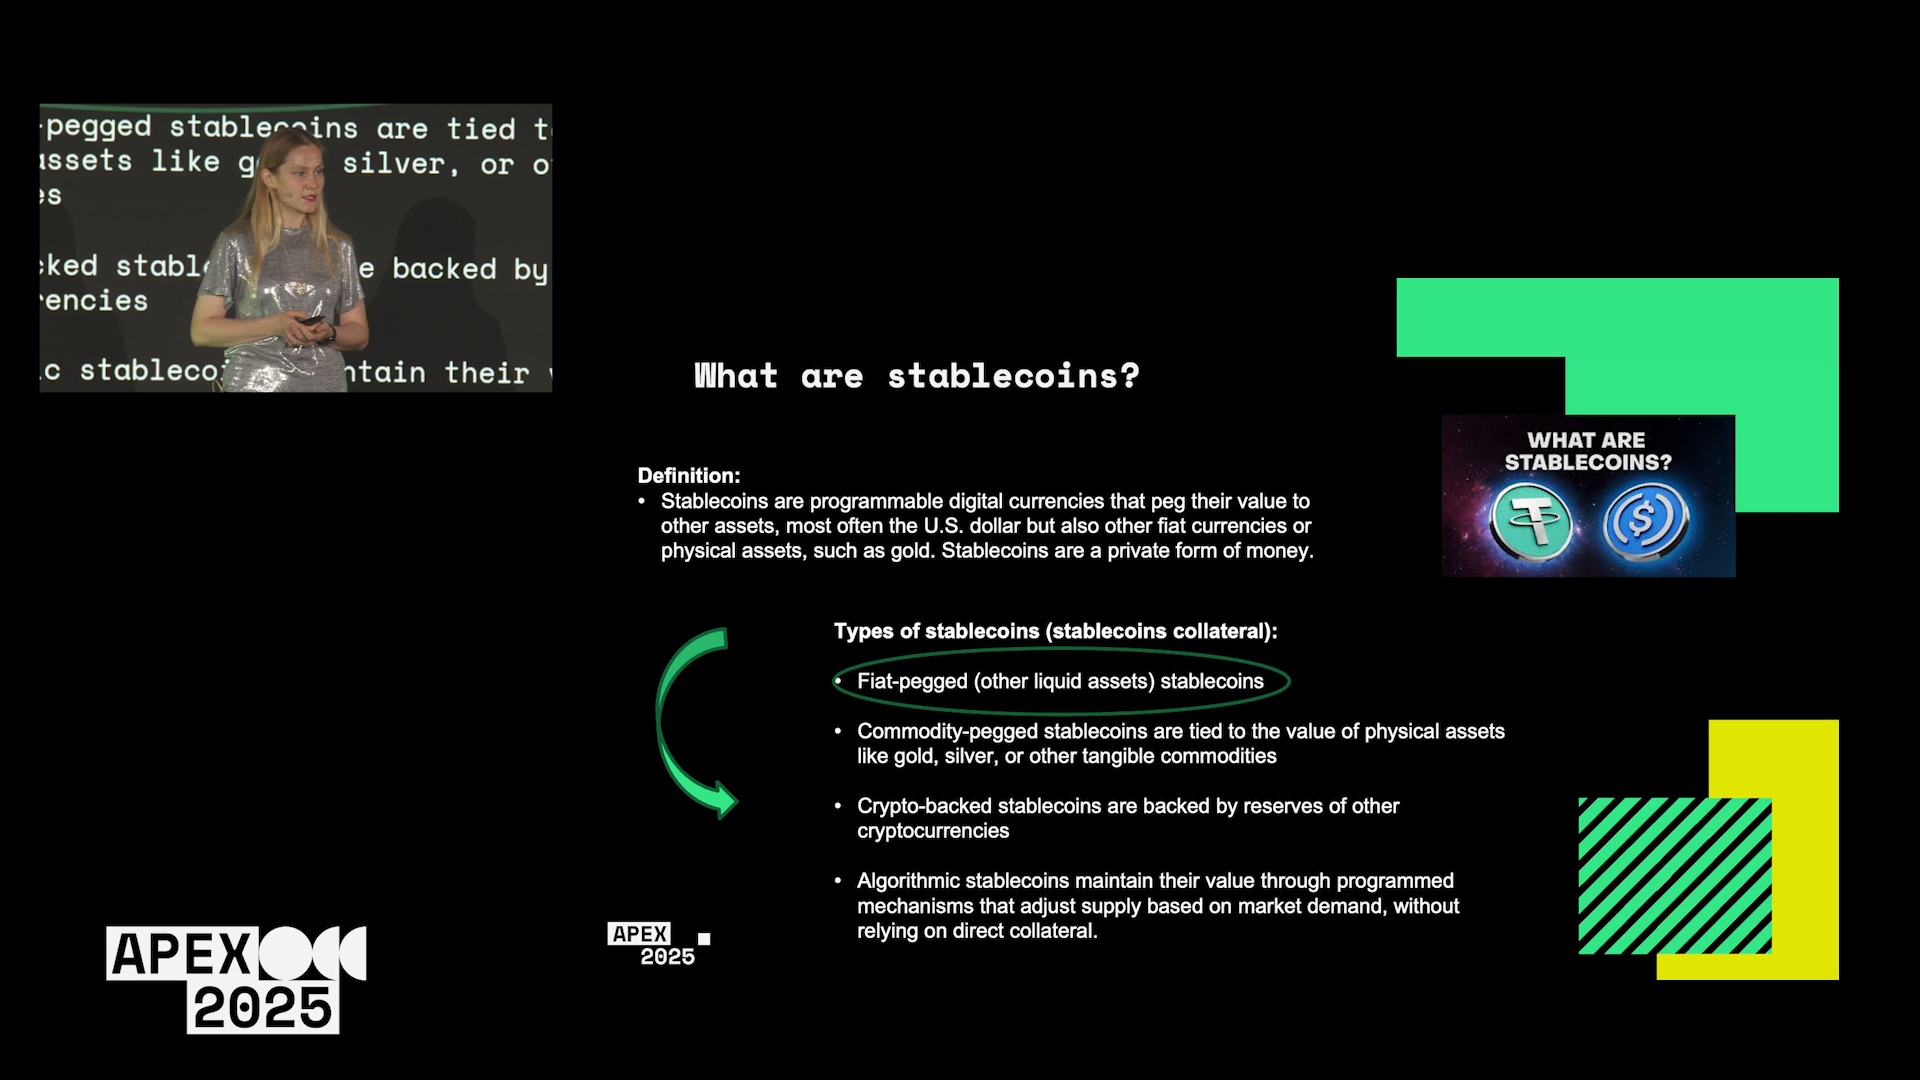 -pegged stablecoins are tied t
assets like g silver, or o
es
cked stabl e backed by
rencies
c stableco ntain their
What are stablecoins?
WHAT ARE
STABLECOINS?
Definition:
• Stablecoins are programmable digital currencies that peg their value to
other assets, most often the U.S. dollar but also other fiat currencies or
physical assets, such as gold. Stablecoins are a private form of money.
Types of stablecoins (stablecoins collateral):
• Fiat-pegged (other liquid assets) stablecoins
• Commodity-pegged stablecoins are tied to the value of physical assets
like gold, silver, or other tangible commodities
• Crypto-backed stablecoins are backed by reserves of other
cryptocurrencies
• Algorithmic stablecoins maintain their value through programmed
mechanisms that adjust supply based on market demand, without
relying on direct collateral.
APEX
2025
APEX
2025